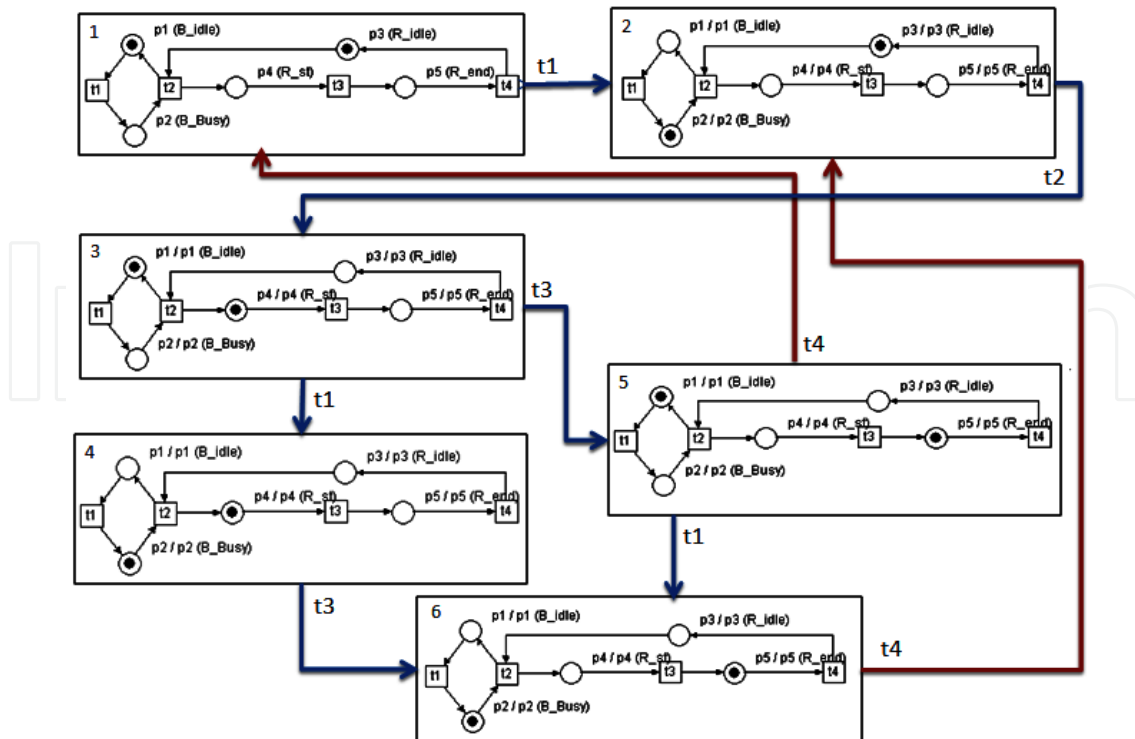 1
p1 (B_idle)
p3 (R_idle)
t1
t2
p4 (R_st)
t3
p5 (R_end)
t4
p2 (B_Busy)
t1
2
p1 / p1 (B_idle)
p3 / p3 (R_idle)
t1
t2
p4 / p4 (R_st)
t3
p5 / p5 (R_end)
t4
p2 / p2 (B_Busy)
t2
3
p1 / p1 (B_idle)
p3 / p3 (R_idle)
t1
t2
p4 / p4 (R_st)
t3
p5 / p5 (R_end)
t4
p2 / p2 (B_Busy)
t3
t4
t1
4
p1 / p1 (B_idle)
p3 / p3 (R_idle)
t1
t2
p4 / p4 (R_st)
t3
p5 / p5 (R_end)
t4
p2 / p2 (B_Busy)
5
p1 / p1 (B_idle)
p3 / p3 (R_idle)
t1
t2
p4 / p4 (R_st)
t3
p5 / p5 (R_end)
t4
p2 / p2 (B_Busy)
t1
t3
6
p1 / p1 (B_idle)
p3 / p3 (R_idle)
t1
t2
p4 / p4 (R_st)
t3
p5 / p5 (R_end)
t4
p2 / p2 (B_Busy)
t4